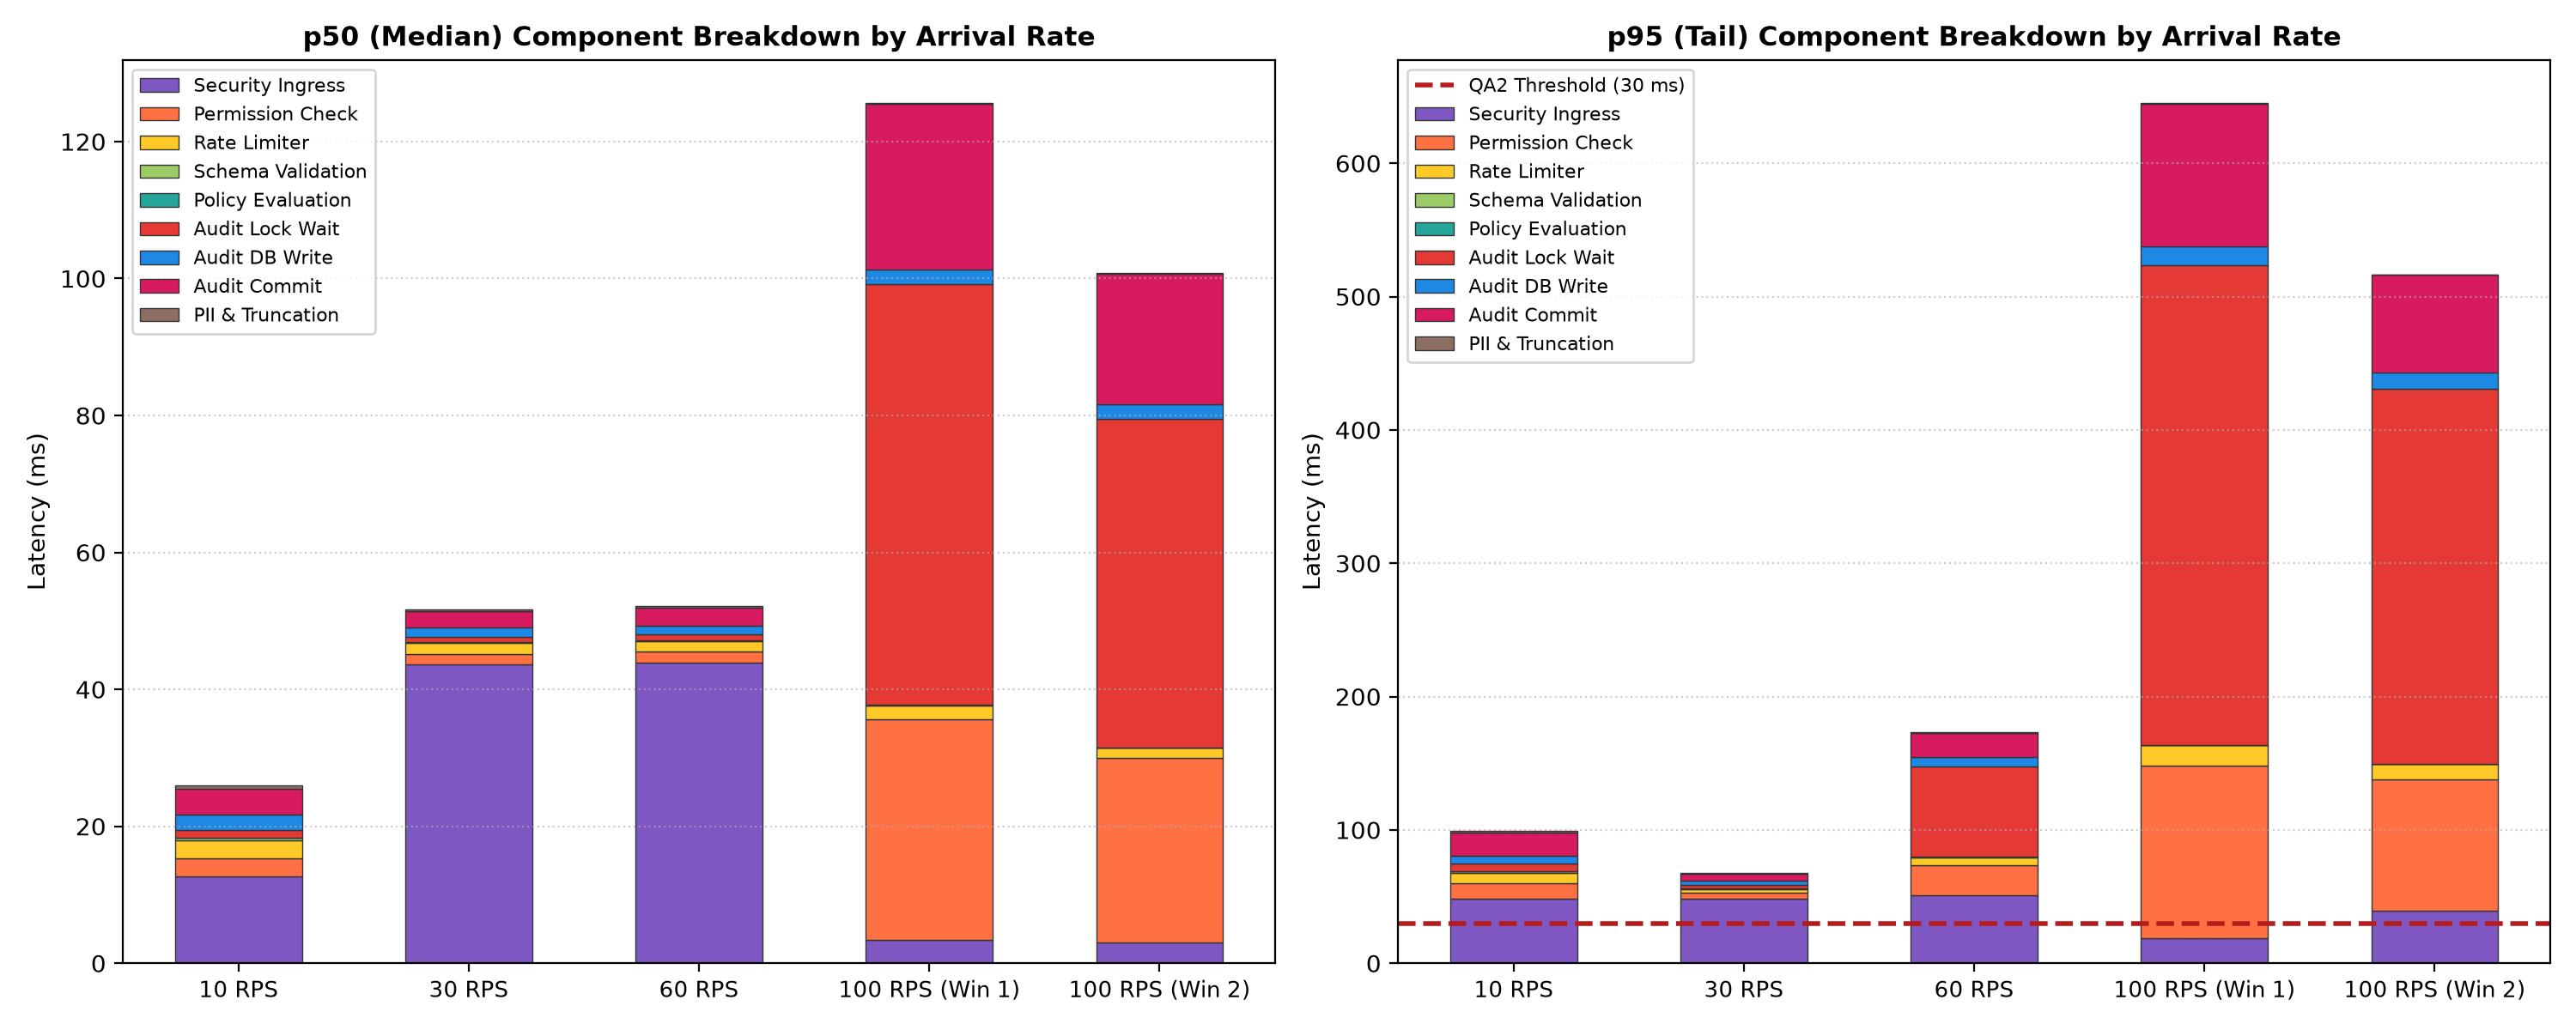 p50 (Median) Component Breakdown by Arrival Rate
Security Ingress
Permission Check
Rate Limiter
Schema Validation
Policy Evaluation
Audit Lock Wait
Audit DB Write
Audit Commit
PII & Truncation
Latency (ms)
120
100
80
60
40
20
0
10 RPS
30 RPS
60 RPS
100 RPS (Win 1)
100 RPS (Win 2)
p95 (Tail) Component Breakdown by Arrival Rate
QA2 Threshold (30 ms)
Security Ingress
Permission Check
Rate Limiter
Schema Validation
Policy Evaluation
Audit Lock Wait
Audit DB Write
Audit Commit
PII & Truncation
Latency (ms)
600
500
400
300
200
100
0
10 RPS
30 RPS
60 RPS
100 RPS (Win 1)
100 RPS (Win 2)